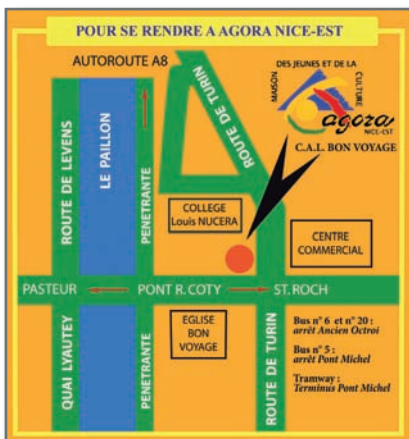 POUR SE RENDRE A AGORA NICE-EST
AUTOROUTE A8
ROUTE DE LEVENS
LE PAILLON
PENETRANTE
ROUTE DE TURIN
MAISON
DES JEUNES ET DE LA
CULTURE
agora
NICE-EST
C.A.L. BON VOYAGE
COLLEGE
Louis NUCERA
CENTRE
COMMERCIAL
PASTEUR
PONT R. COTY
ST. ROCH
QUAI LYAUTEY
PENETRANTE
EGLISE
BON
VOYAGE
ROUTE DE TURIN
Bus n° 6 et n° 20 :
arrêt Ancien Octroi
Bus n° 5 :
arrêt Pont Michel
Tramway :
Terminus Pont Michel